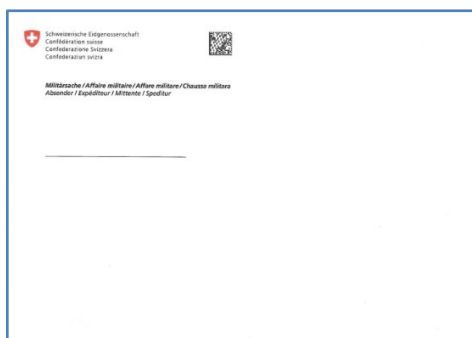 Schweizerische Eidgenossenschaft
Confédération suisse
Confederazione Svizzera
Confederaziun svizra
Militärsache / Affaire militaire / Affare militare / Chaussa militara
Absender / Expéditeur / Mittente / Speditur